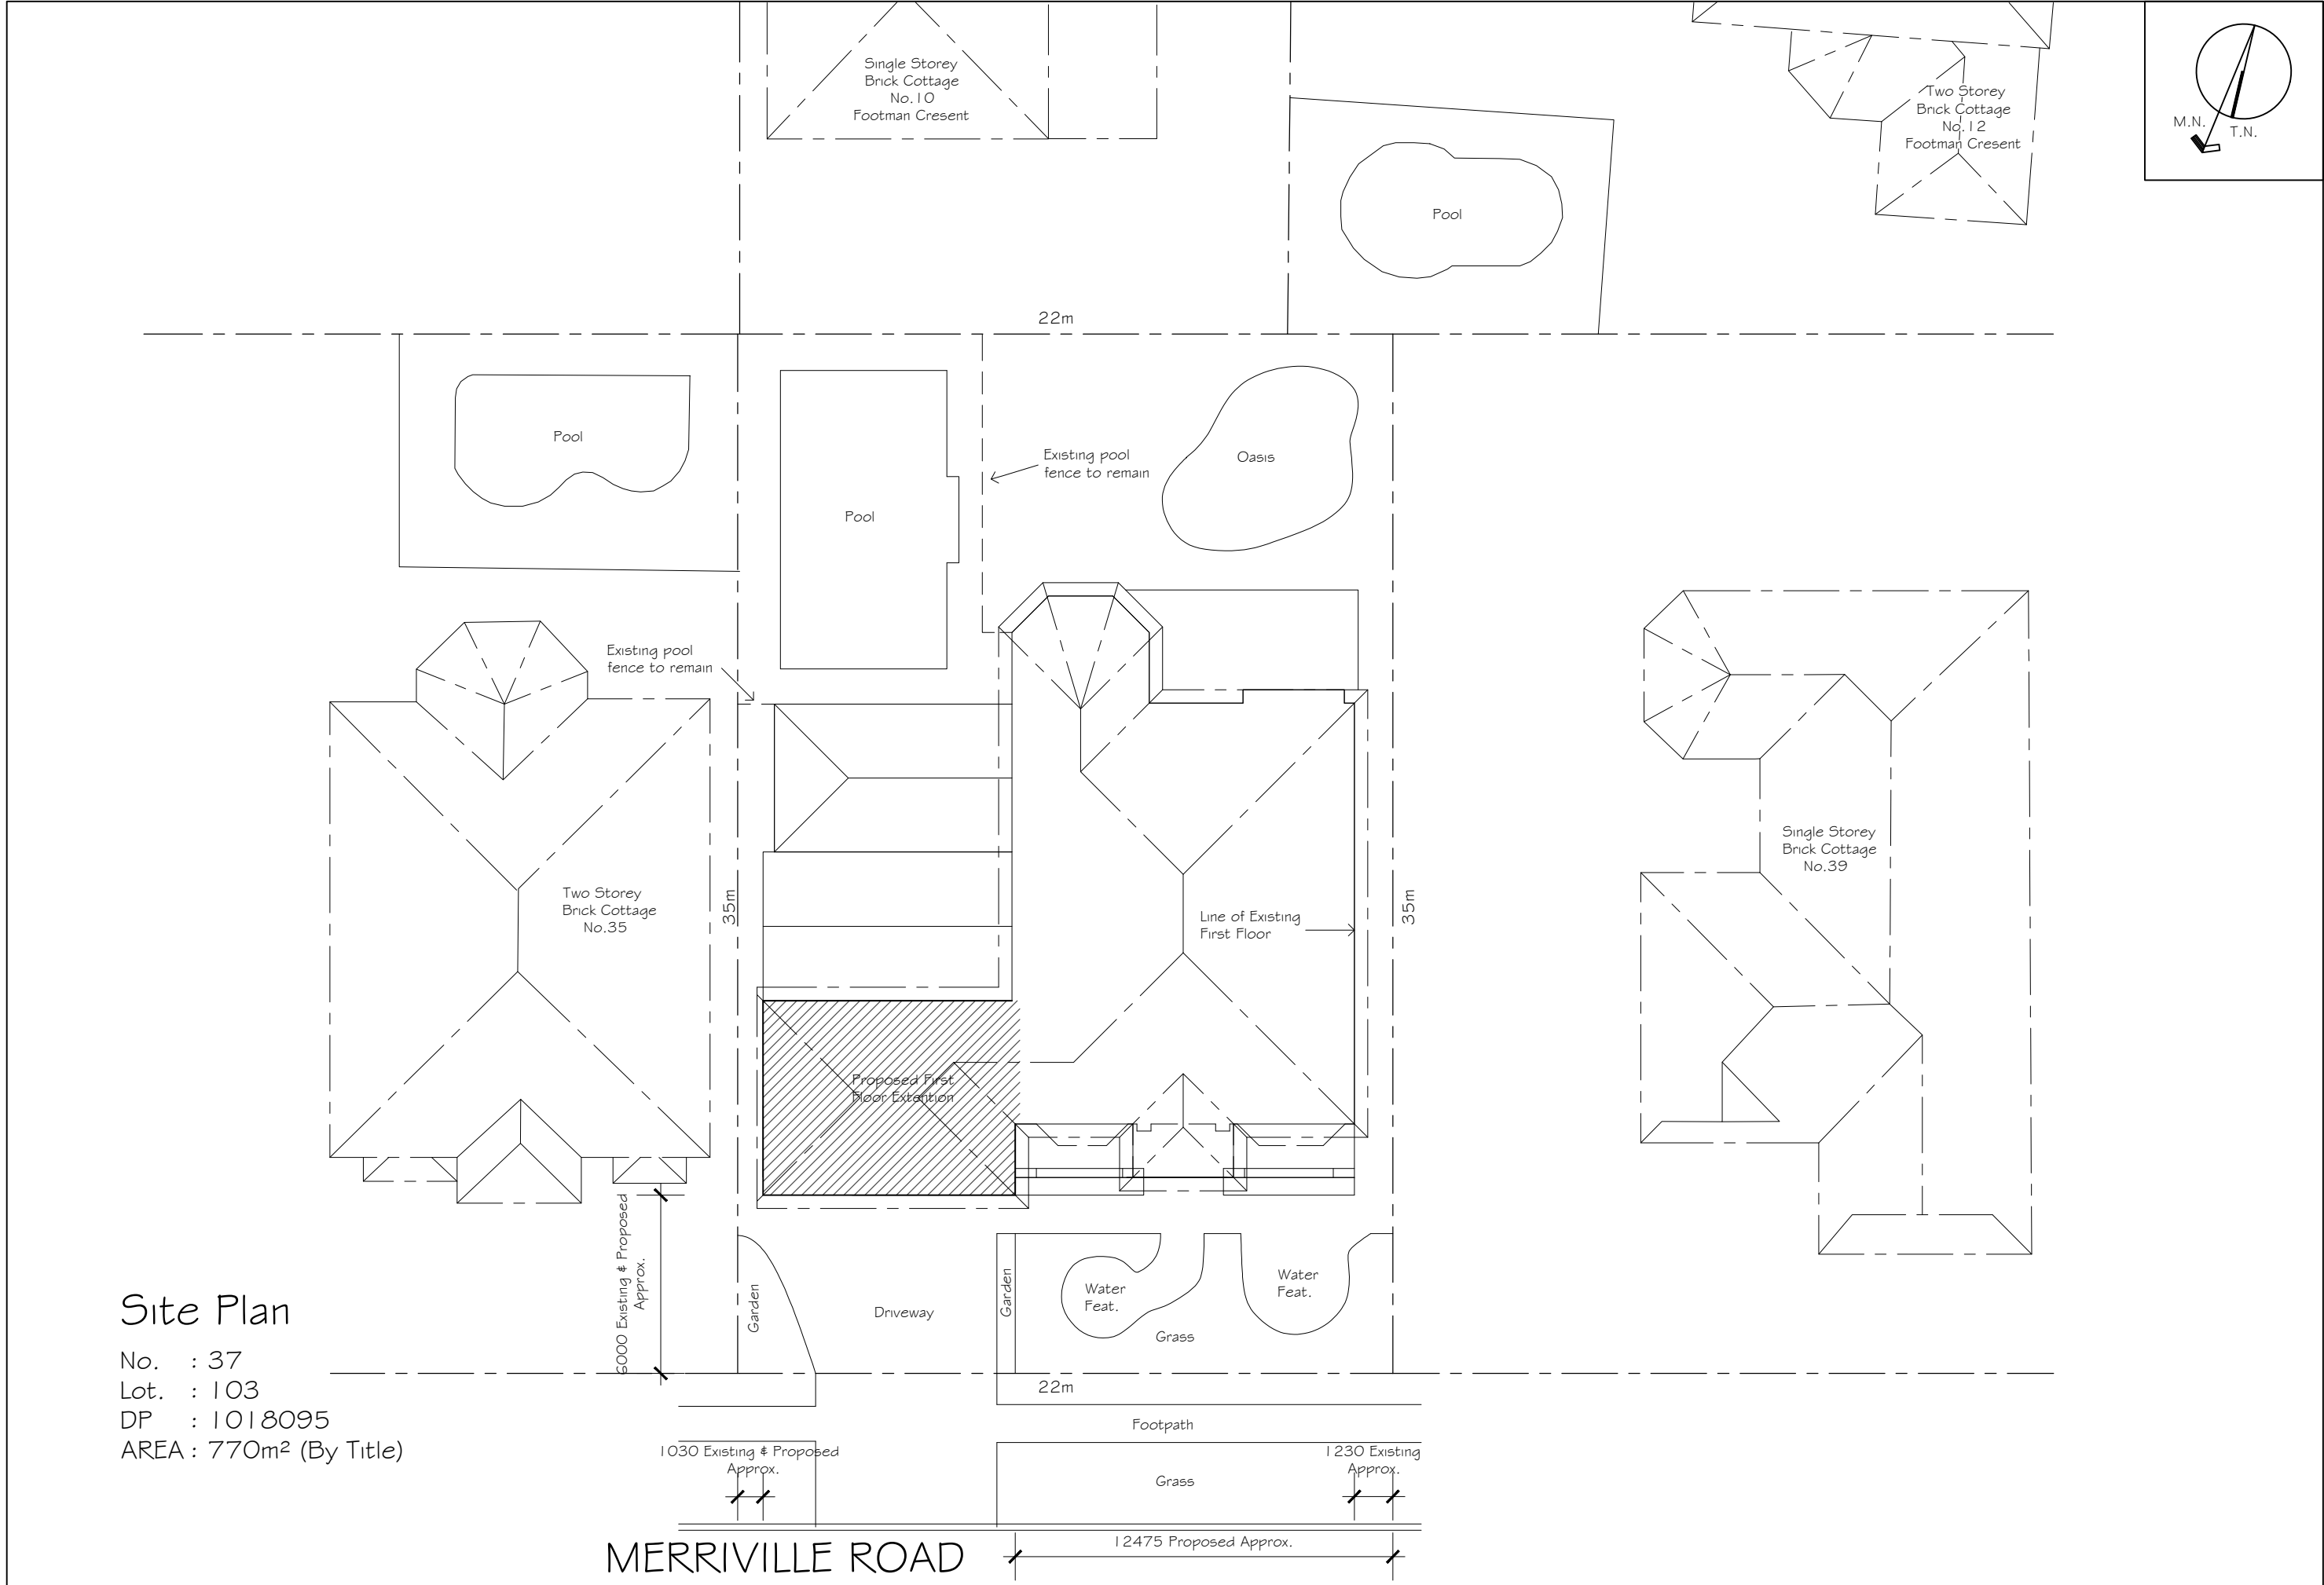 Single Storey
Brick Cottage
No.10
Footman Cresent
Two Storey
Brick Cottage
No.12
Footman Cresent
M.N.
T.N.
Pool
22m
Pool
Existing pool
fence to remain
Oasis
Pool
Existing pool
fence to remain
Single Storey
Brick Cottage
No.39
Two Storey
Brick Cottage
No.35
35m
Line of Existing
First Floor
35m
Proposed First
Floor Extention
6000 Existing & Proposed
Approx.
Garden
Driveway
Garden
Water
Feat.
Water
Feat.
Grass
Site Plan
No. : 37
Lot. : 103
DP : 1018095
AREA : 770m² (By Title)
22m
Footpath
1030 Existing & Proposed
Approx.
1230 Existing
Approx.
Grass
12475 Proposed Approx.
MERRIVILLE ROAD